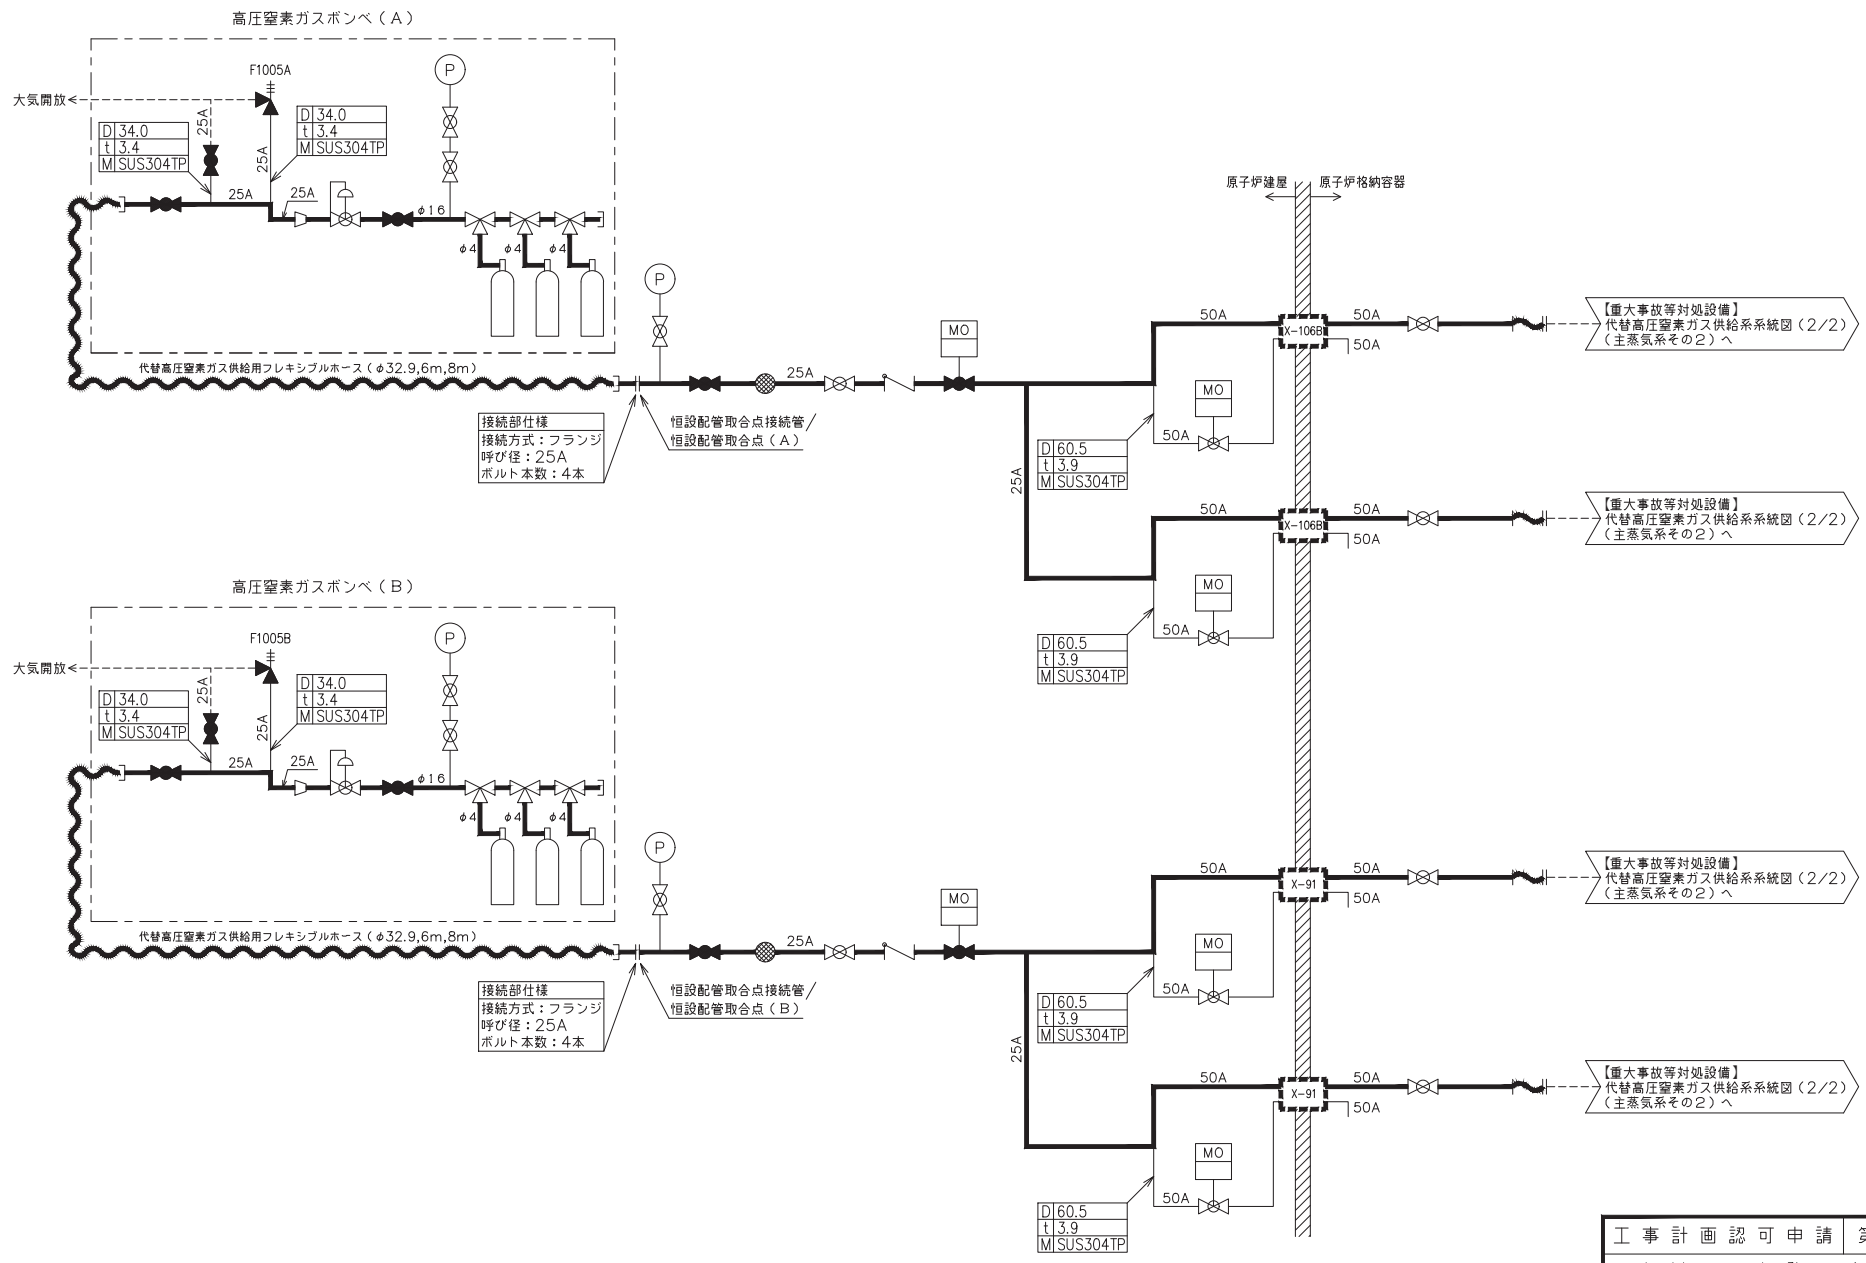 高圧窒素ガスボンベ（A）
F1005A
P
大気開放
25A
D 34.0
t 3.4
M SUS304TP
D 34.0
t 3.4
M SUS304TP
25A
25A
25A
φ16
φ4
φ4
φ4
代替高圧窒素ガス供給用フレキシブルホース（φ32.9,6m,8m）
P
25A
MO
接続部仕様
接続方式：フランジ
呼び径：25A
ボルト本数：4本
恒設配管取合点接続管/
恒設配管取合点（A）
25A
原子炉建屋
原子炉格納容器
50A
X-106B
50A
50A
MO
50A
D 60.5
t 3.9
M SUS304TP
【重大事故等対処設備】
代替高圧窒素ガス供給系系統図（2/2）
（主蒸気系その2）へ
50A
X-106B
50A
50A
MO
50A
D 60.5
t 3.9
M SUS304TP
【重大事故等対処設備】
代替高圧窒素ガス供給系系統図（2/2）
（主蒸気系その2）へ
高圧窒素ガスボンベ（B）
F1005B
P
大気開放
25A
D 34.0
t 3.4
M SUS304TP
D 34.0
t 3.4
M SUS304TP
25A
25A
25A
φ16
φ4
φ4
φ4
代替高圧窒素ガス供給用フレキシブルホース（φ32.9,6m,8m）
P
25A
MO
接続部仕様
接続方式：フランジ
呼び径：25A
ボルト本数：4本
恒設配管取合点接続管/
恒設配管取合点（B）
25A
50A
X-91
50A
50A
MO
50A
D 60.5
t 3.9
M SUS304TP
【重大事故等対処設備】
代替高圧窒素ガス供給系系統図（2/2）
（主蒸気系その2）へ
50A
X-91
50A
50A
MO
50A
D 60.5
t 3.9
M SUS304TP
【重大事故等対処設備】
代替高圧窒素ガス供給系系統図（2/2）
（主蒸気系その2）へ
工事計画認可申請